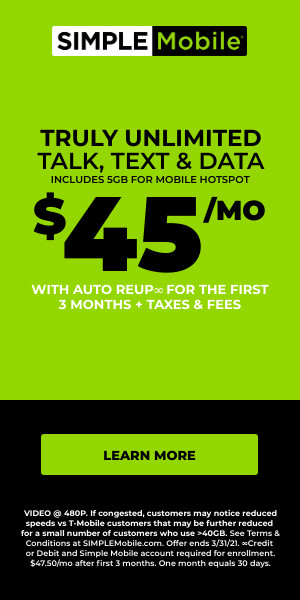 SIMPLE Mobile
TRULY UNLIMITED
TALK, TEXT & DATA
INCLUDES 5GB FOR MOBILE HOTSPOT
$45/MO
WITH AUTO REUP∞ FOR THE FIRST
3 MONTHS + TAXES & FEES
LEARN MORE
VIDEO @ 480P. If congested, customers may notice reduced
speeds vs T-Mobile customers that may be further reduced
for a small number of customers who use >40GB. See Terms &
Conditions at SIMPLEMobile.com. Offer ends 3/31/21. ∞Credit
or Debit and Simple Mobile account required for enrollment.
$47.50/mo after first 3 months. One month equals 30 days.